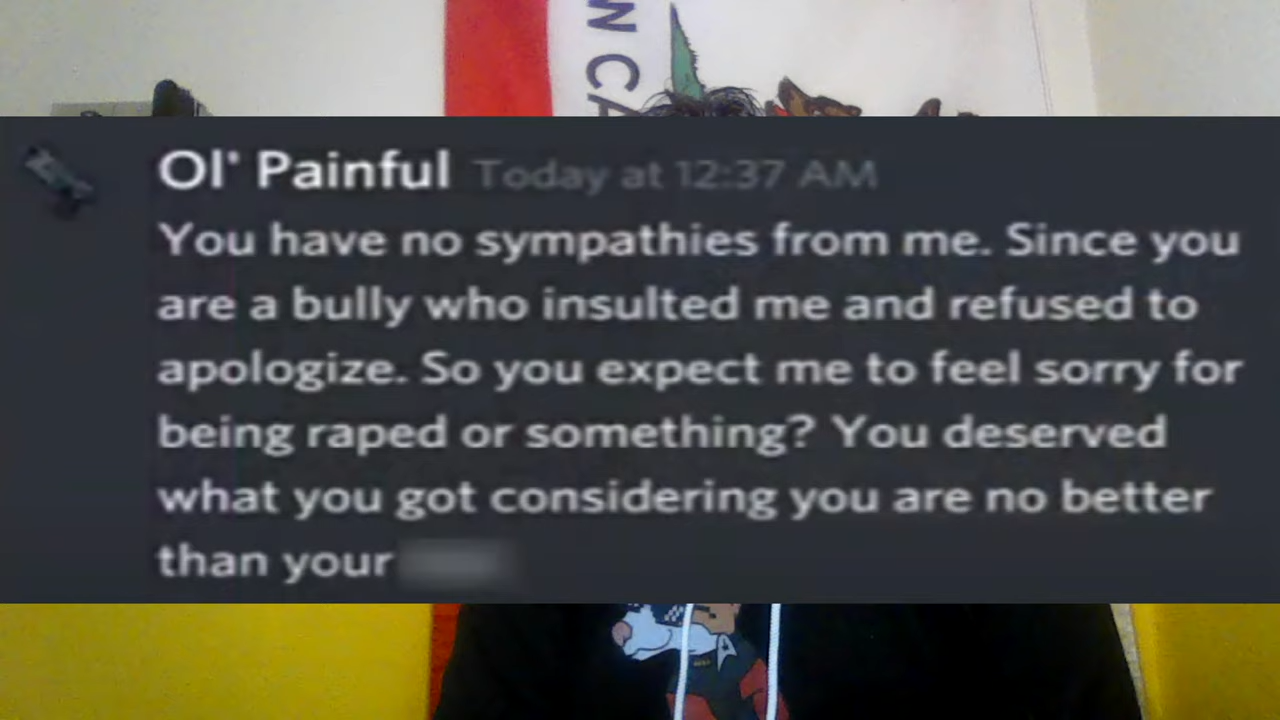 N CA
Ol' Painful Today at 12:37 AM
You have no sympathies from me. Since you
are a bully who insulted me and refused to
apologize. So you expect me to feel sorry for
being raped or something? You deserved
what you got considering you are no better
than your